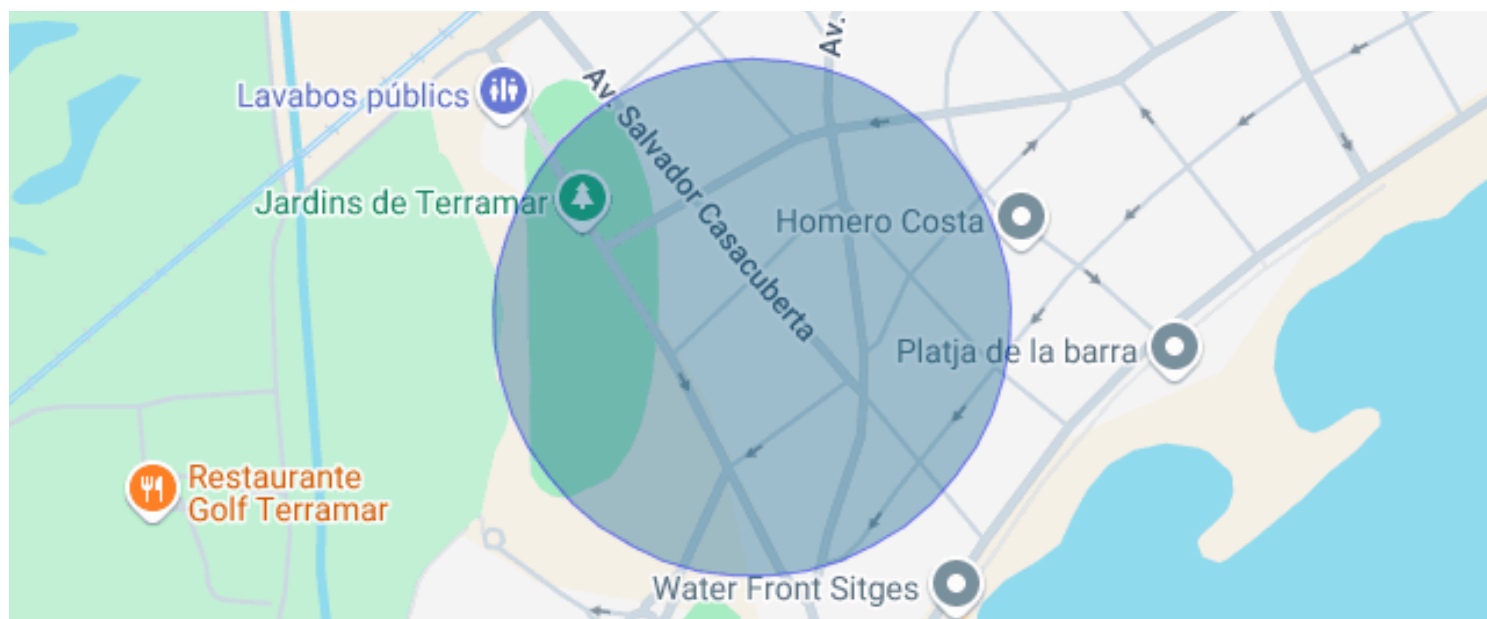 Av.
Lavabos públics
Av. Salvador Casacuberta
Jardins de Terramar
Homero Costa
Platja de la barra
Restaurante
Golf Terramar
Water Front Sitges